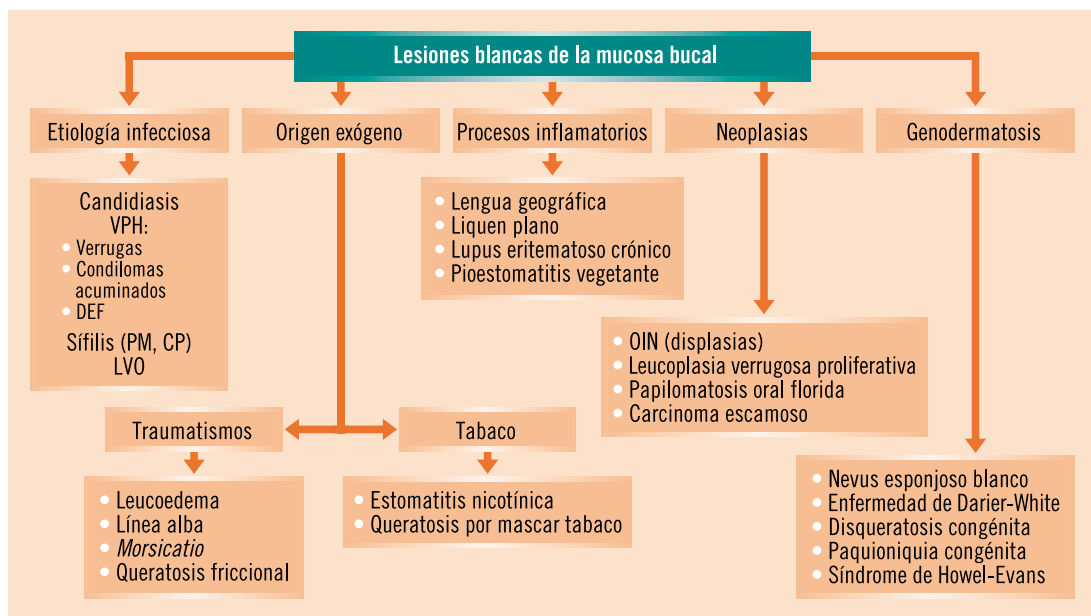 Lesiones blancas de la mucosa bucal
Etiología infecciosa
Origen exógeno
Procesos inflamatorios
Neoplasias
Genodermatosis
Candidiasis
VPH:
• Verrugas
• Condilomas
acuminados
• DEF
Sífilis (PM, CP)
LVO
• Lengua geográfica
• Liquen plano
• Lupus eritematoso crónico
• Pioestomatitis vegetante
• OIN (displasias)
• Leucoplasia verrugosa proliferativa
• Papilomatosis oral florida
• Carcinoma escamoso
Traumatismos
Tabaco
• Leucoedema
• Línea alba
• Morsicatio
• Queratosis friccional
• Estomatitis nicotínica
• Queratosis por mascar tabaco
• Nevus esponjoso blanco
• Enfermedad de Darier-White
• Disqueratosis congénita
• Paquioniquia congénita
• Síndrome de Howel-Evans